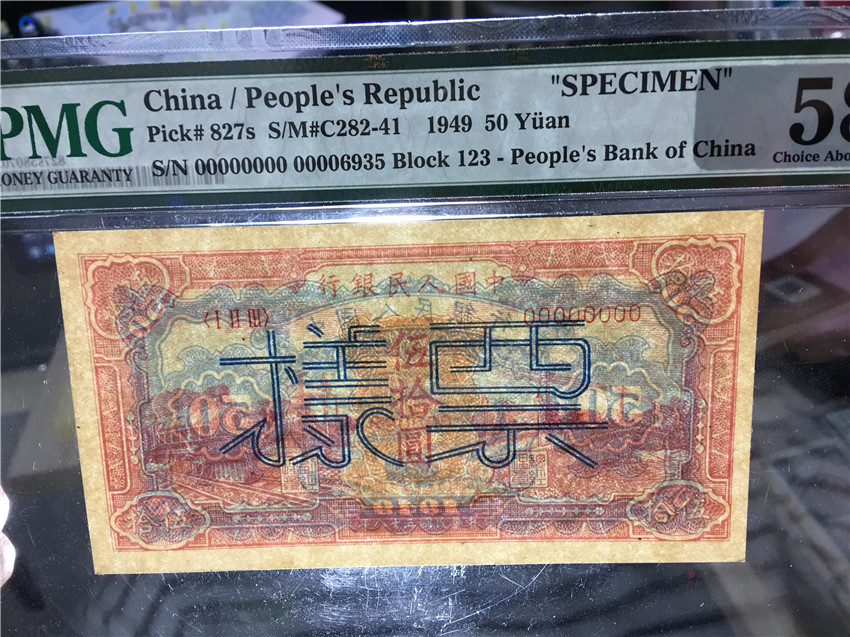 PMG
MONEY GUARANTY
China / People's Republic
"SPECIMEN"
Pick# 827s S/M#C282-41 1949 50 Yüan
S/N 00000000 00006935 Block 123 - People's Bank of China
58
Choice Abo
行銀民人國中
〈I II III〉
00000000
樣票
伍拾圓
50
50